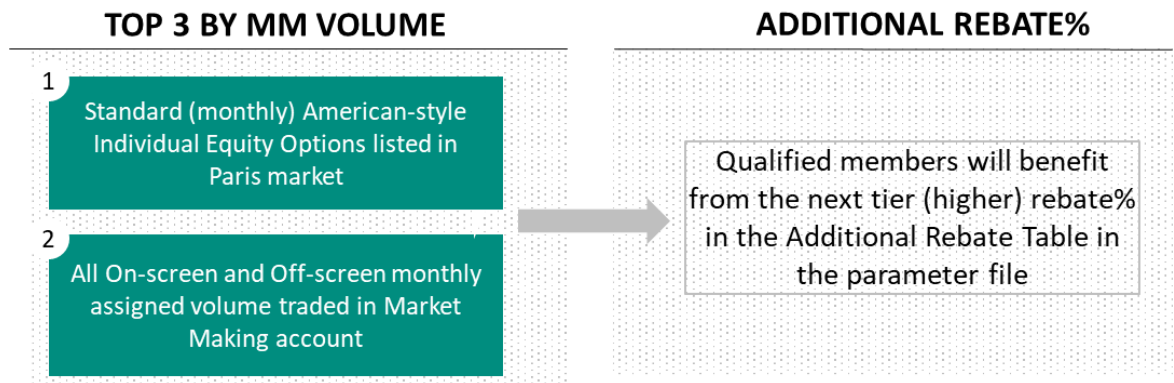 TOP 3 BY MM VOLUME
1
Standard (monthly) American-style
Individual Equity Options listed in
Paris market
2
All On-screen and Off-screen monthly
assigned volume traded in Market
Making account
ADDITIONAL REBATE%
Qualified members will benefit
from the next tier (higher) rebate%
in the Additional Rebate Table in
the parameter file